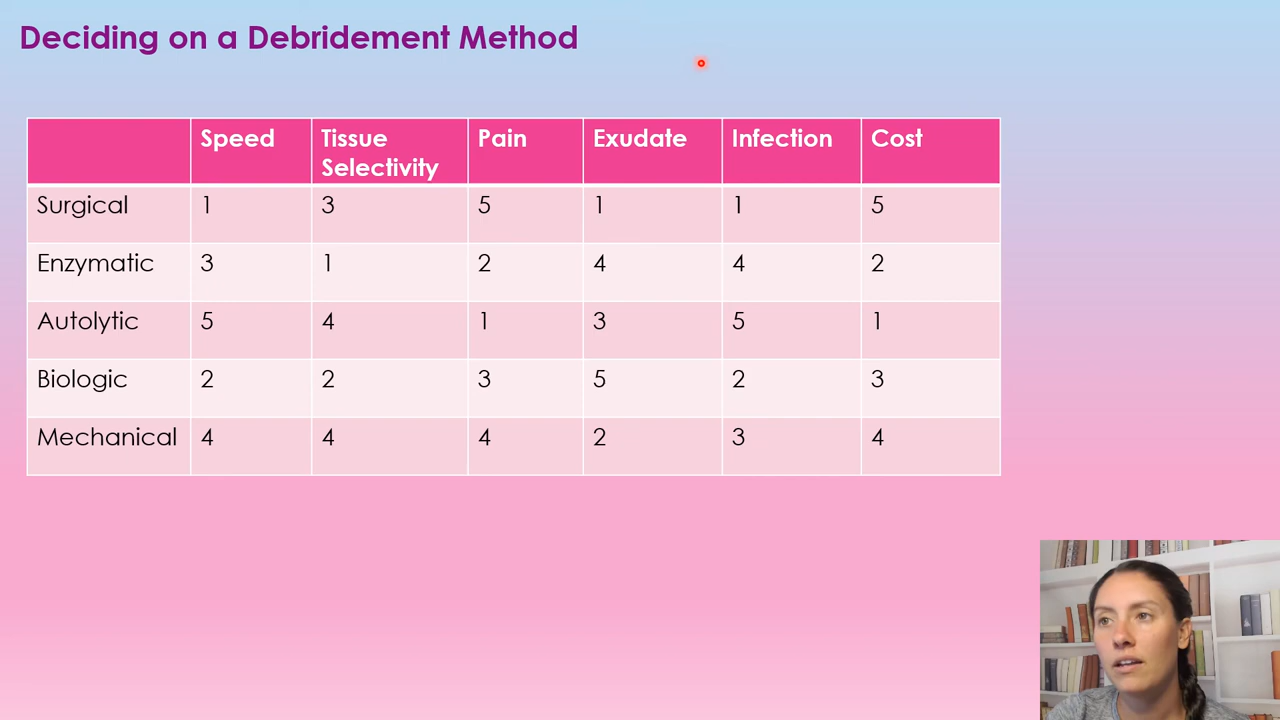 Deciding on a Debridement Method
Speed Tissue Selectivity Pain Exudate Infection Cost
Surgical 1 3 5 1 1 5
Enzymatic 3 1 2 4 4 2
Autolytic 5 4 1 3 5 1
Biologic 2 2 3 5 2 3
Mechanical 4 4 4 2 3 4